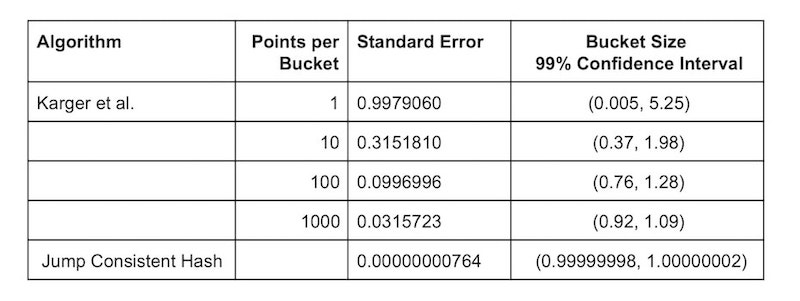 Algorithm Points per Bucket Standard Error Bucket Size 99% Confidence Interval
Karger et al. 1 0.9979060 (0.005, 5.25)
10 0.3151810 (0.37, 1.98)
100 0.0996996 (0.76, 1.28)
1000 0.0315723 (0.92, 1.09)
Jump Consistent Hash 0.00000000764 (0.99999998, 1.00000002)